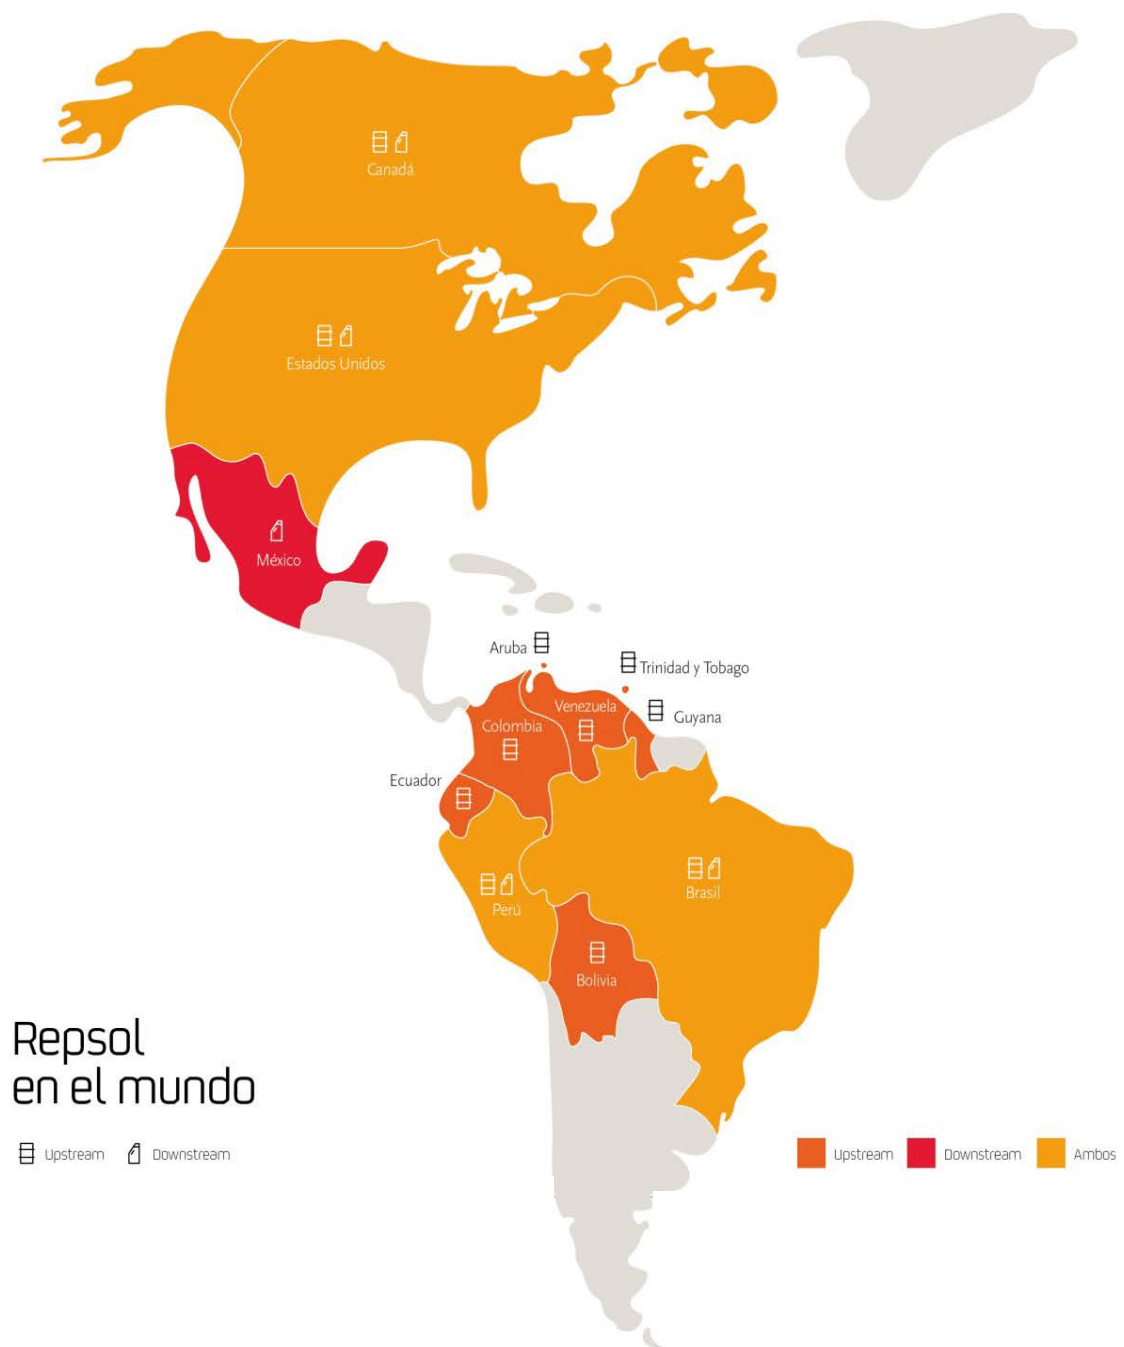 Canadá
Estados Unidos
México
Aruba
Trinidad y Tobago
Venezuela
Guyana
Colombia
Ecuador
Brasil
Perú
Bolivia
Repsol
en el mundo
Upstream
Downstream
Upstream
Downstream
Ambos